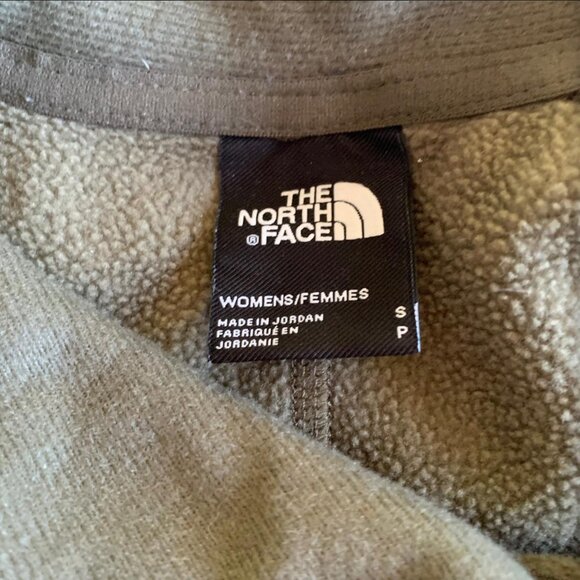 THE
NORTH
® FACE
WOMENS/FEMMES
MADE IN JORDAN
FABRIQUÉ EN
JORDANIE
S
P